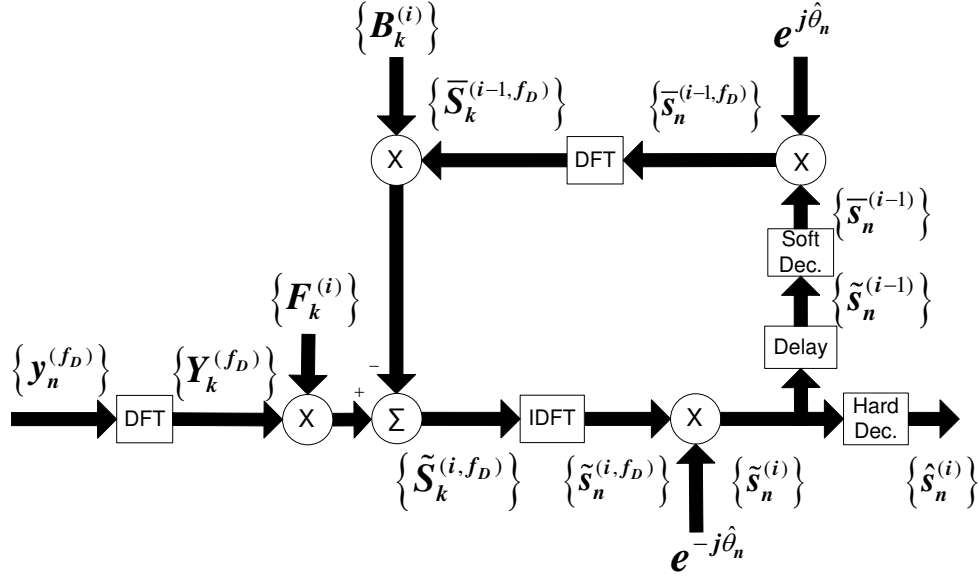 {B_k^(i)}
e^{jθ̂_n}
{S̅_k^(i−1,f_D)}
{s̅_n^(i−1,f_D)}
X
DFT
X
{s̅_n^(i−1)}
Soft
Dec.
{F_k^(i)}
{s̃_n^(i−1)}
{y_n^(f_D)}
{Y_k^(f_D)}
Delay
−
+
DFT
X
Σ
IDFT
X
Hard
Dec.
{S̃_k^(i,f_D)}
{s̃_n^(i,f_D)}
{s̃_n^(i)}
{ŝ_n^(i)}
e^{−jθ̂_n}